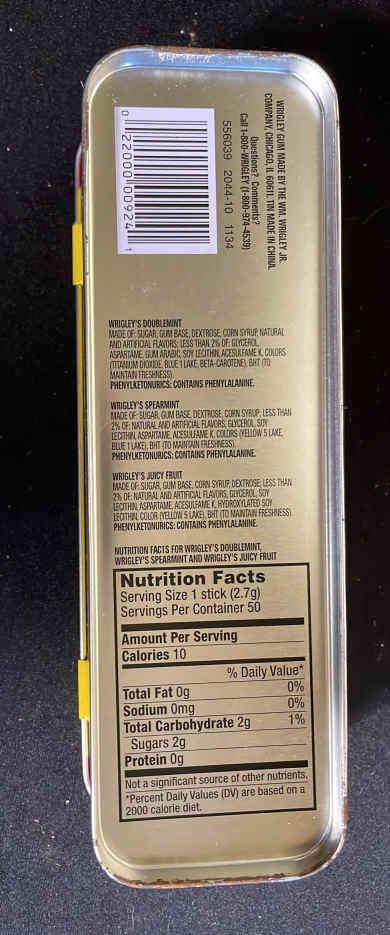 WRIGLEY GUM MADE BY THE WM. WRIGLEY JR.
COMPANY, CHICAGO, IL 60611. TIN MADE IN CHINA.
Questions? Comments?
Call 1-800-WRIGLEY (1-800-974-4539)
556039 2044-10 1134
0 22000 00924 1
WRIGLEY'S DOUBLEMINT
MADE OF: SUGAR, GUM BASE, DEXTROSE, CORN SYRUP, NATURAL
AND ARTIFICIAL FLAVORS; LESS THAN 2% OF: GLYCEROL,
ASPARTAME, GUM ARABIC, SOY LECITHIN, ACESULFAME K, COLORS
(TITANIUM DIOXIDE, BLUE 1 LAKE, BETA-CAROTENE), BHT (TO
MAINTAIN FRESHNESS).
PHENYLKETONURICS: CONTAINS PHENYLALANINE.
WRIGLEY'S SPEARMINT
MADE OF: SUGAR, GUM BASE, DEXTROSE, CORN SYRUP; LESS THAN
2% OF: NATURAL AND ARTIFICIAL FLAVORS, GLYCEROL, SOY
LECITHIN, ASPARTAME, ACESULFAME K, COLORS (YELLOW 5 LAKE,
BLUE 1 LAKE), BHT (TO MAINTAIN FRESHNESS).
PHENYLKETONURICS: CONTAINS PHENYLALANINE.
WRIGLEY'S JUICY FRUIT
MADE OF: SUGAR, GUM BASE, CORN SYRUP, DEXTROSE; LESS THAN
2% OF: NATURAL AND ARTIFICIAL FLAVORS, GLYCEROL, SOY
LECITHIN, ASPARTAME, ACESULFAME K, HYDROXYLATED SOY
LECITHIN, COLOR (YELLOW 5 LAKE), BHT (TO MAINTAIN FRESHNESS).
PHENYLKETONURICS: CONTAINS PHENYLALANINE.
NUTRITION FACTS FOR WRIGLEY'S DOUBLEMINT,
WRIGLEY'S SPEARMINT AND WRIGLEY'S JUICY FRUIT
Nutrition Facts
Serving Size 1 stick (2.7g)
Servings Per Container 50
Amount Per Serving
Calories 10
% Daily Value*
Total Fat 0g 0%
Sodium 0mg 0%
Total Carbohydrate 2g 1%
Sugars 2g
Protein 0g
Not a significant source of other nutrients.
*Percent Daily Values (DV) are based on a
2000 calorie diet.